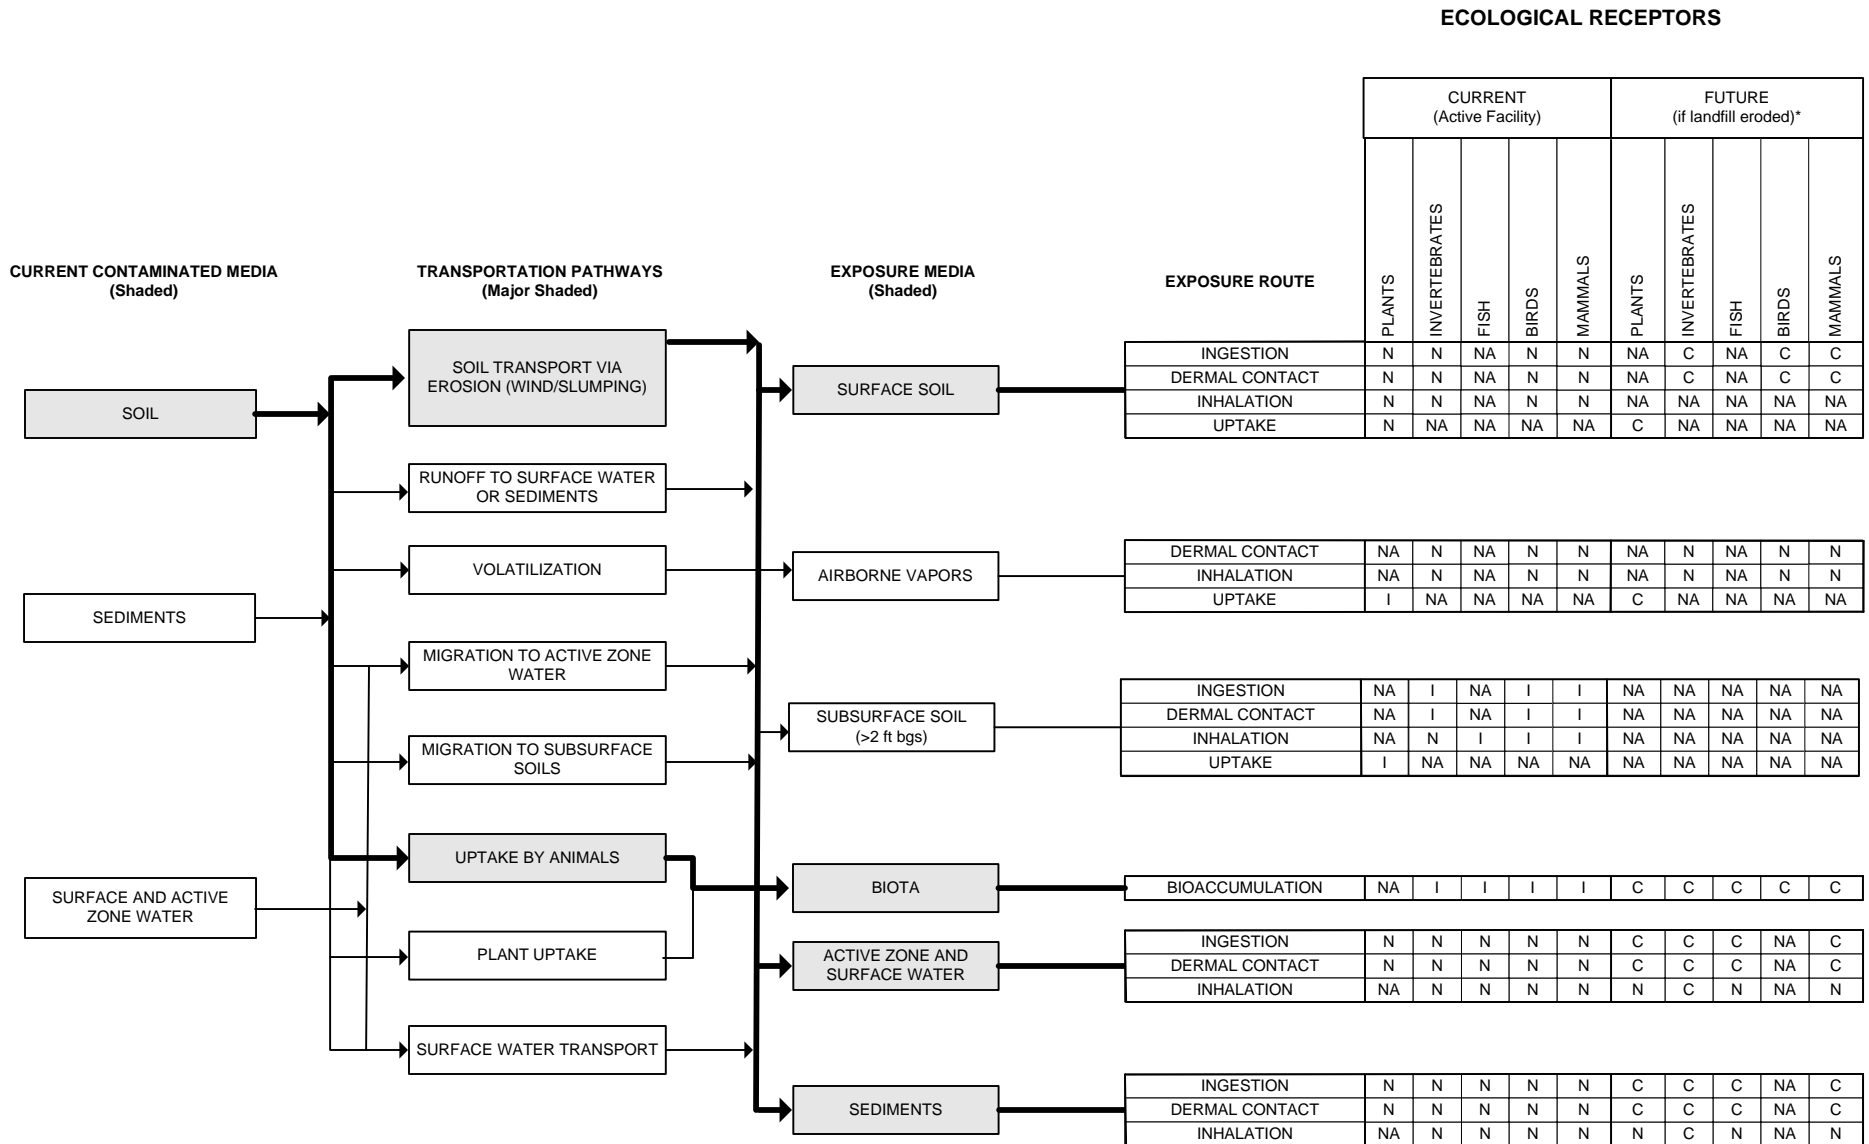 ECOLOGICAL RECEPTORS
CURRENT
(Active Facility)
FUTURE
(if landfill eroded)*
CURRENT CONTAMINATED MEDIA
(Shaded)
TRANSPORTATION PATHWAYS
(Major Shaded)
EXPOSURE MEDIA
(Shaded)
EXPOSURE ROUTE
PLANTS
INVERTEBRATES
FISH
BIRDS
MAMMALS
PLANTS
INVERTEBRATES
FISH
BIRDS
MAMMALS
SOIL
SEDIMENTS
SURFACE AND ACTIVE
ZONE WATER
SOIL TRANSPORT VIA
EROSION (WIND/SLUMPING)
RUNOFF TO SURFACE WATER
OR SEDIMENTS
VOLATILIZATION
MIGRATION TO ACTIVE ZONE
WATER
MIGRATION TO SUBSURFACE
SOILS
UPTAKE BY ANIMALS
PLANT UPTAKE
SURFACE WATER TRANSPORT
SURFACE SOIL
INGESTION N N NA N N NA C NA C C
DERMAL CONTACT N N NA N N NA C NA C C
INHALATION N N NA N N NA NA NA NA NA
UPTAKE N NA NA NA NA C NA NA NA NA
AIRBORNE VAPORS
DERMAL CONTACT NA N NA N N NA N NA N N
INHALATION NA N NA N N NA N NA N N
UPTAKE I NA NA NA NA C NA NA NA NA
SUBSURFACE SOIL
(>2 ft bgs)
INGESTION NA I NA I I NA NA NA NA NA
DERMAL CONTACT NA I NA I I NA NA NA NA NA
INHALATION NA N I I I NA NA NA NA NA
UPTAKE I NA NA NA NA NA NA NA NA NA
BIOTA
BIOACCUMULATION NA I I I I C C C C C
ACTIVE ZONE AND
SURFACE WATER
INGESTION N N N N N C C C NA C
DERMAL CONTACT N N N N N C C C NA C
INHALATION NA N N N N N C N NA N
SEDIMENTS
INGESTION N N N N N C C C NA C
DERMAL CONTACT N N N N N C C C NA C
INHALATION NA N N N N N C N NA N